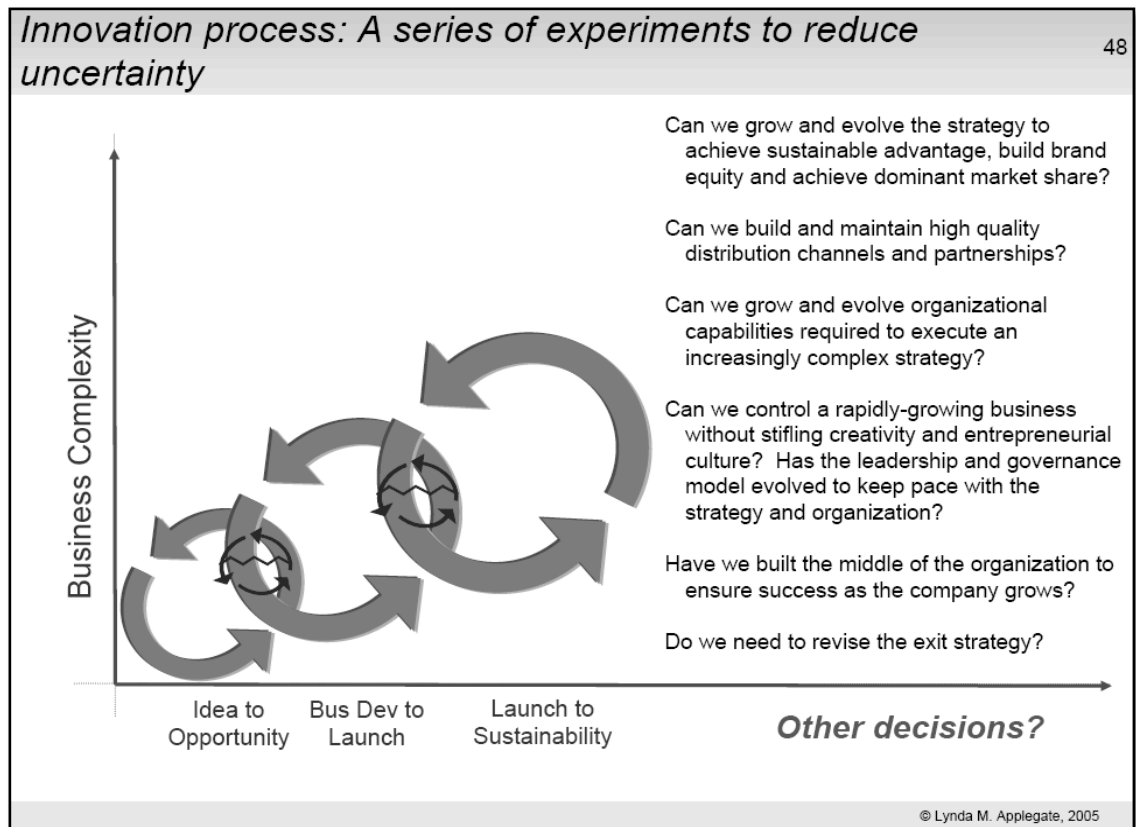 Innovation process: A series of experiments to reduce
uncertainty
48
Can we grow and evolve the strategy to
achieve sustainable advantage, build brand
equity and achieve dominant market share?
Can we build and maintain high quality
distribution channels and partnerships?
Can we grow and evolve organizational
capabilities required to execute an
increasingly complex strategy?
Can we control a rapidly-growing business
without stifling creativity and entrepreneurial
culture?  Has the leadership and governance
model evolved to keep pace with the
strategy and organization?
Have we built the middle of the organization to
ensure success as the company grows?
Do we need to revise the exit strategy?
Business Complexity
Idea to
Opportunity
Bus Dev to
Launch
Launch to
Sustainability
Other decisions?
© Lynda M. Applegate, 2005